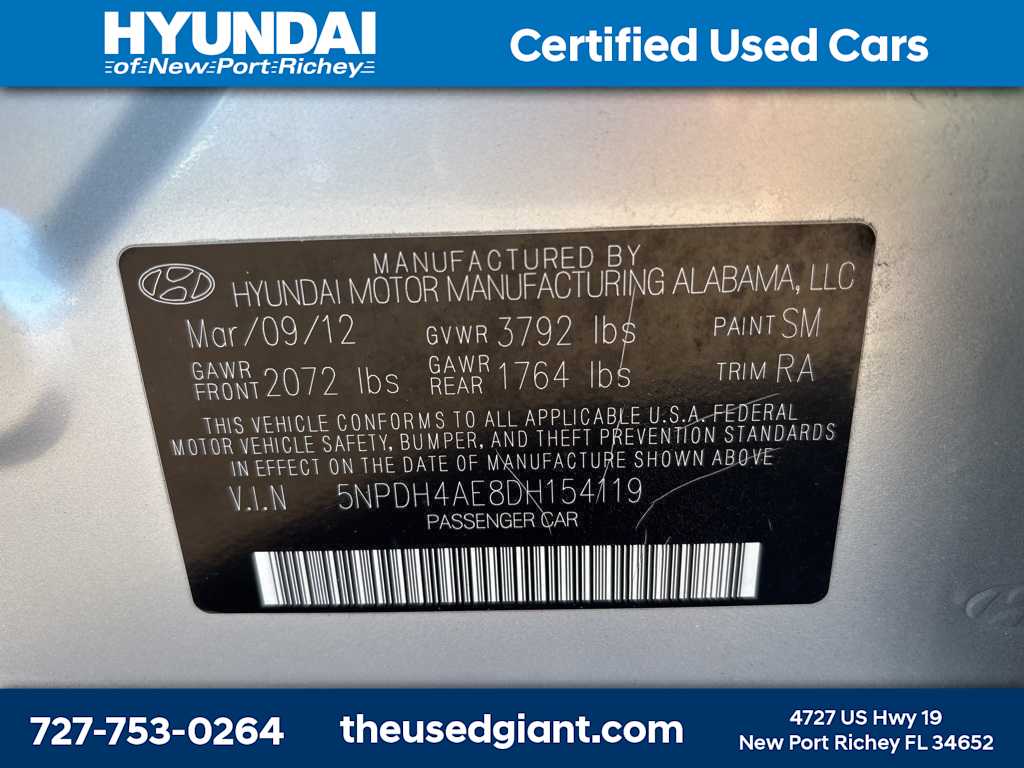 HYUNDAI
of New Port Richey
Certified Used Cars
MANUFACTURED BY
HYUNDAI MOTOR MANUFACTURING ALABAMA, LLC
Mar/09/12 GVWR 3792 lbs PAINT SM
GAWR FRONT 2072 lbs GAWR REAR 1764 lbs TRIM RA
THIS VEHICLE CONFORMS TO ALL APPLICABLE U.S.A. FEDERAL
MOTOR VEHICLE SAFETY, BUMPER, AND THEFT PREVENTION STANDARDS
IN EFFECT ON THE DATE OF MANUFACTURE SHOWN ABOVE
V.I.N 5NPDH4AE8DH154119
PASSENGER CAR
727-753-0264
theusedgiant.com
4727 US Hwy 19
New Port Richey FL 34652